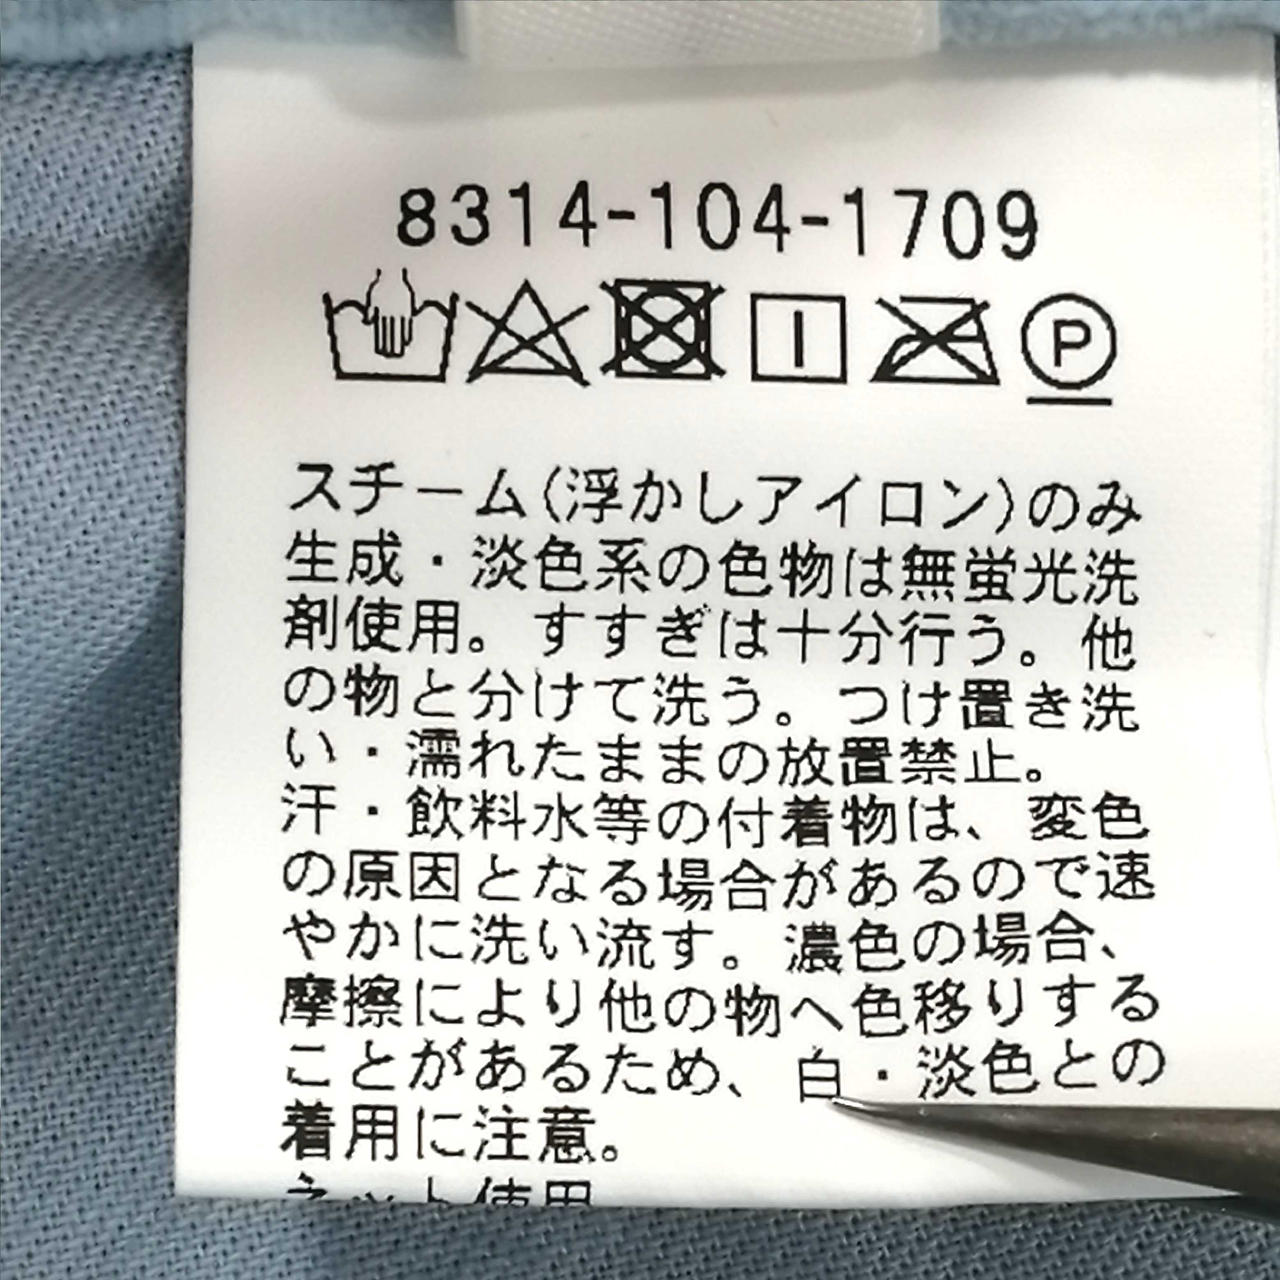 8314-104-1709
P
スチーム(浮かしアイロン)のみ
生成・淡色系の色物は無蛍光洗
剤使用。すすぎは十分行う。他
の物と分けて洗う。つけ置き洗
い・濡れたままの放置禁止。
汗・飲料水等の付着物は、変色
の原因となる場合があるので速
やかに洗い流す。濃色の場合、
摩擦により他の物へ色移りする
ことがあるため、白・淡色との
着用に注意。
ネット使用